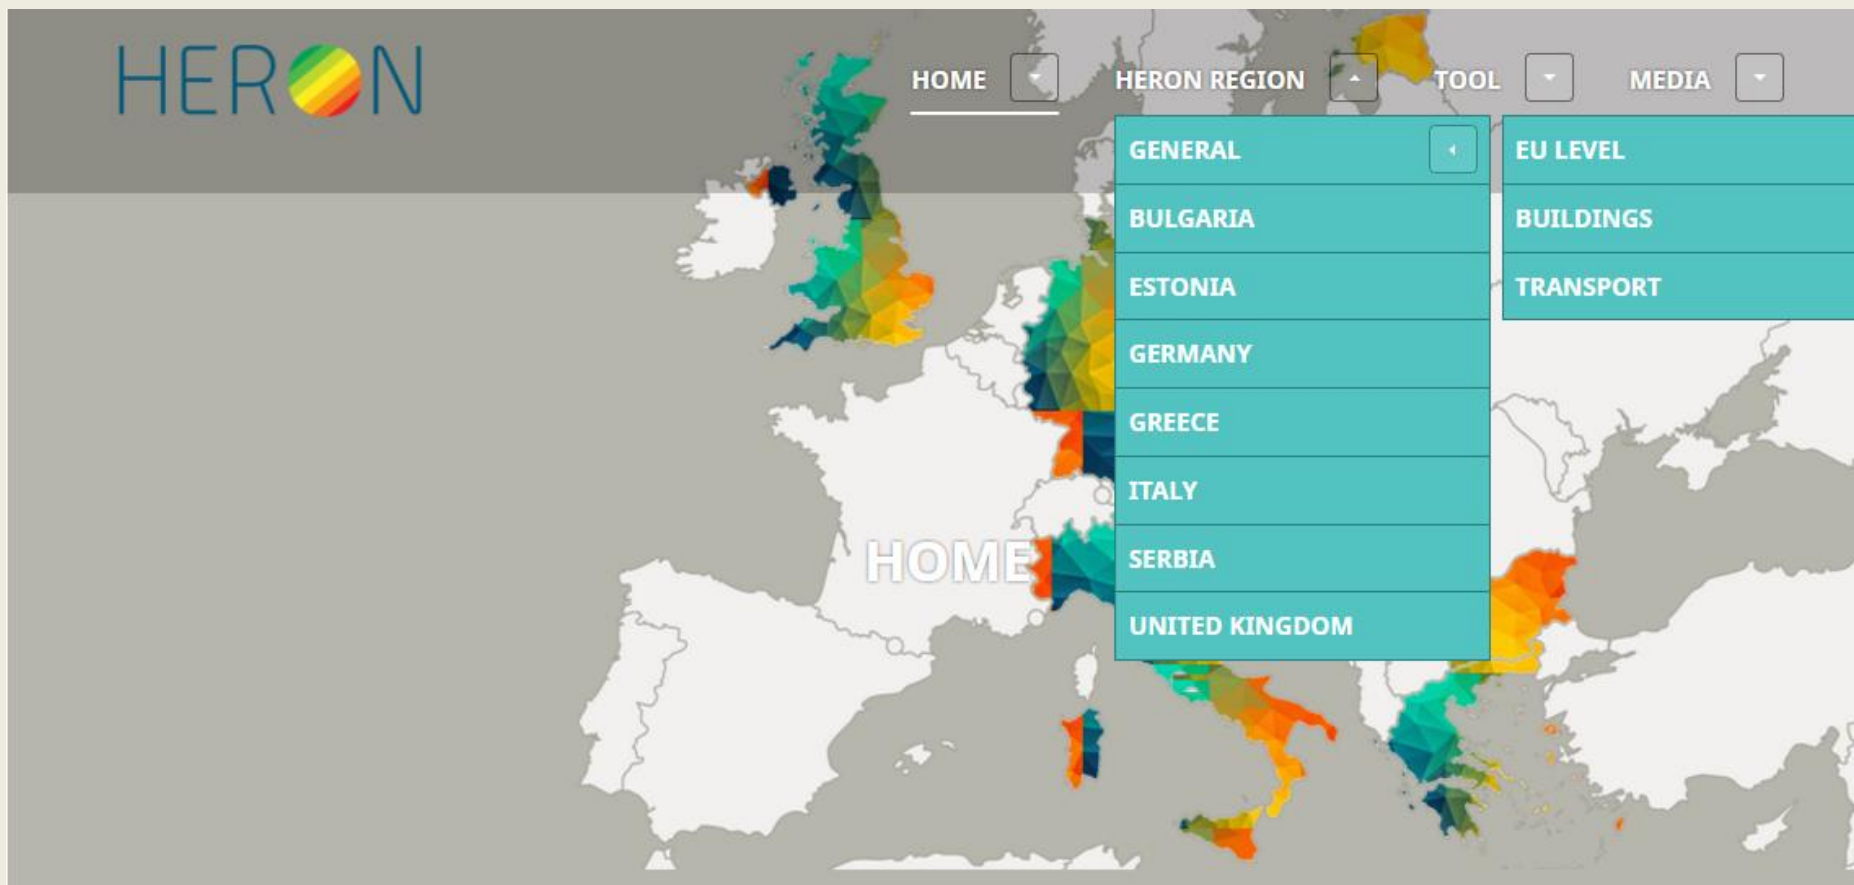 HERON
HOME HERON REGION TOOL MEDIA
GENERAL EU LEVEL
BULGARIA BUILDINGS
ESTONIA TRANSPORT
GERMANY
GREECE
ITALY
SERBIA
HOME
UNITED KINGDOM